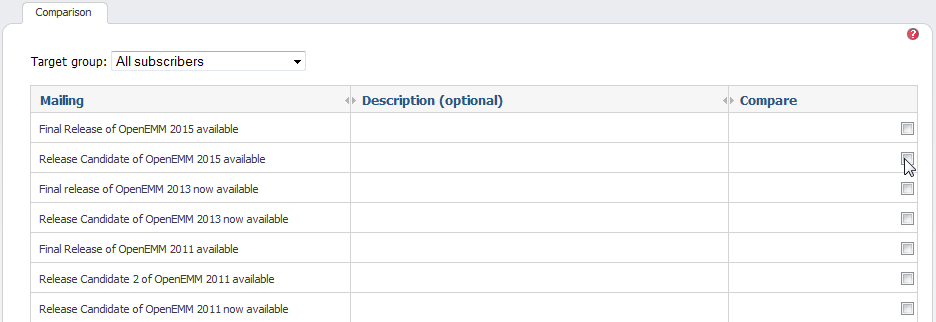 Comparison
?
Target group: All subscribers
Mailing Description (optional) Compare
Final Release of OpenEMM 2015 available
Release Candidate of OpenEMM 2015 available
Final release of OpenEMM 2013 now available
Release Candidate of OpenEMM 2013 now available
Final Release of OpenEMM 2011 available
Release Candidate 2 of OpenEMM 2011 available
Release Candidate of OpenEMM 2011 now available